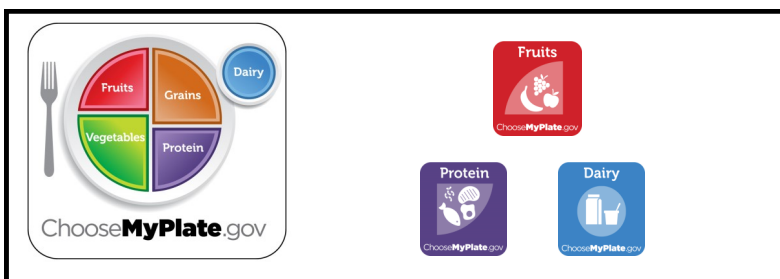 Fruits
Grains
Dairy
Vegetables
Protein
ChooseMyPlate.gov
Fruits
ChooseMyPlate.gov
Protein
ChooseMyPlate.gov
Dairy
ChooseMyPlate.gov